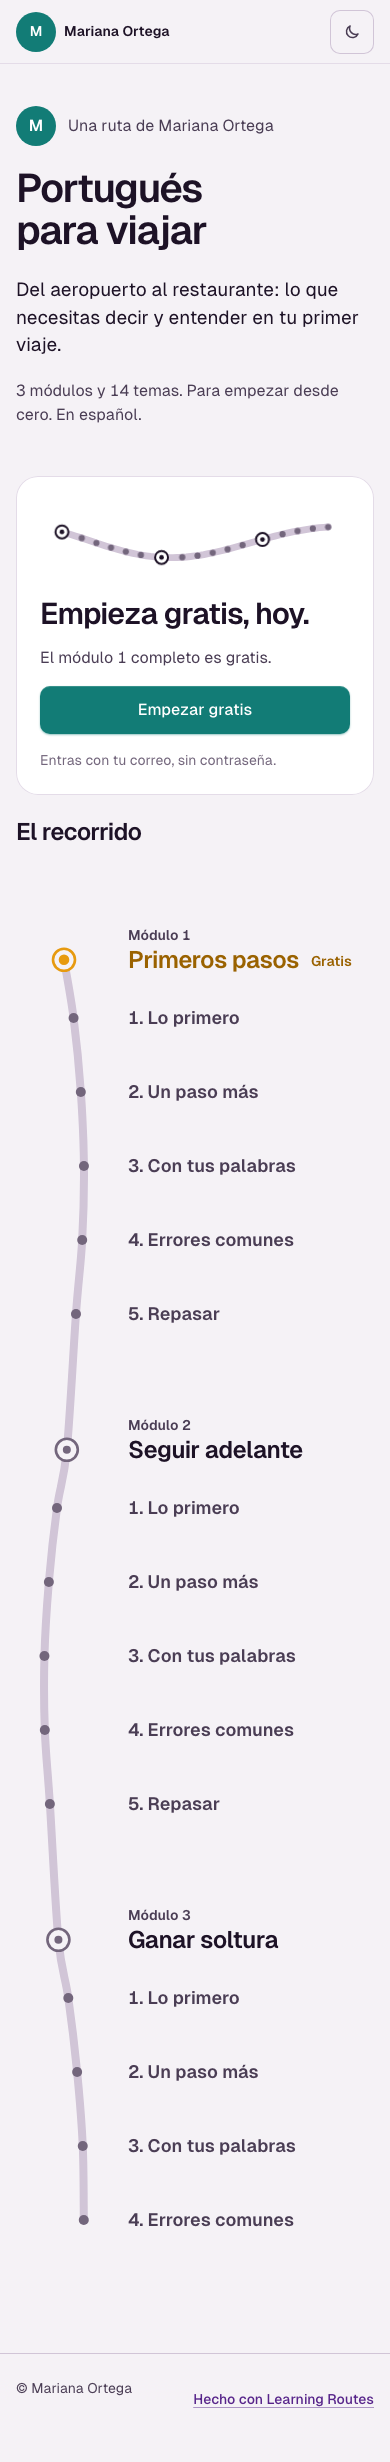 M Mariana Ortega
M Una ruta de Mariana Ortega
Portugués
para viajar
Del aeropuerto al restaurante: lo que
necesitas decir y entender en tu primer
viaje.
3 módulos y 14 temas. Para empezar desde
cero. En español.
Empieza gratis, hoy.
El módulo 1 completo es gratis.
Empezar gratis
Entras con tu correo, sin contraseña.
El recorrido
Módulo 1
Primeros pasos Gratis
1. Lo primero
2. Un paso más
3. Con tus palabras
4. Errores comunes
5. Repasar
Módulo 2
Seguir adelante
1. Lo primero
2. Un paso más
3. Con tus palabras
4. Errores comunes
5. Repasar
Módulo 3
Ganar soltura
1. Lo primero
2. Un paso más
3. Con tus palabras
4. Errores comunes
© Mariana Ortega
Hecho con Learning Routes